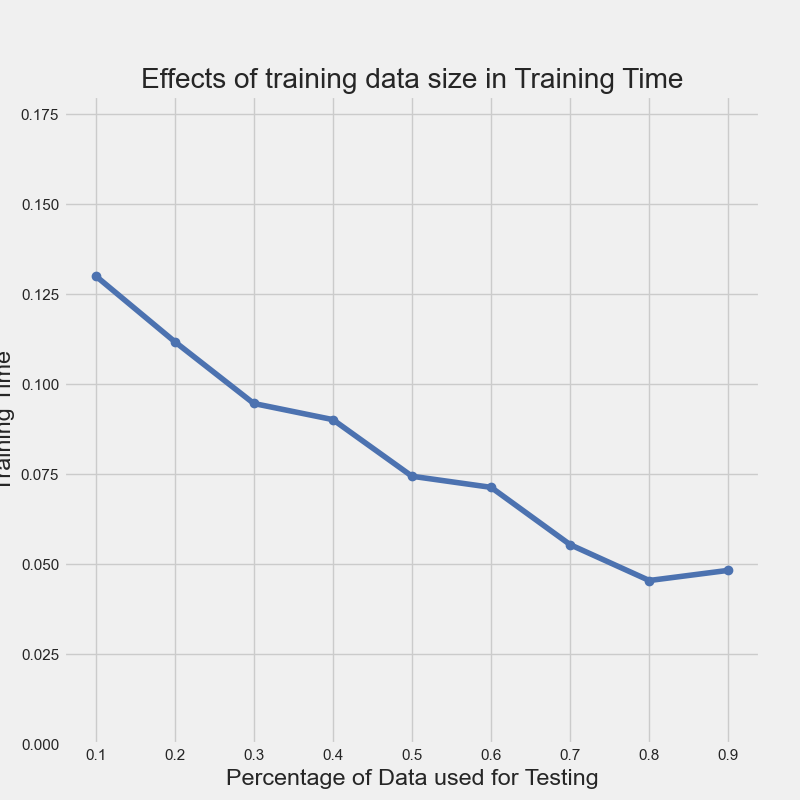 Effects of training data size in Training Time
0.175
0.150
0.125
0.100
0.075
0.050
0.025
0.000
Training Time
0.1 0.2 0.3 0.4 0.5 0.6 0.7 0.8 0.9
Percentage of Data used for Testing